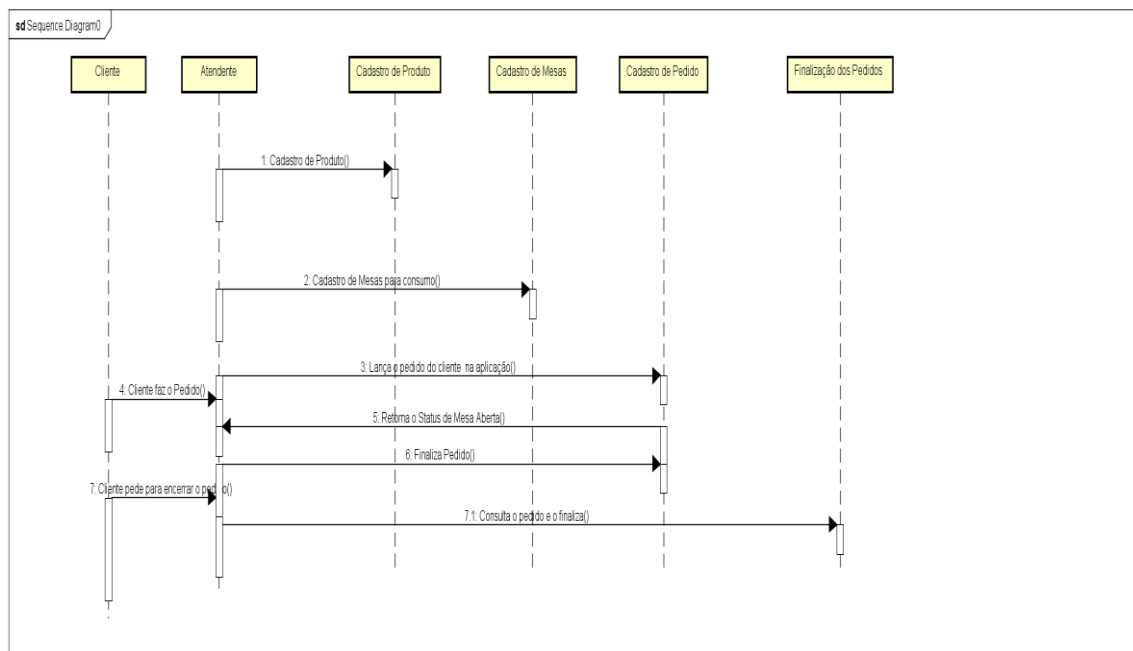 sd Sequence Diagram0
Cliente
Atendente
Cadastro de Produto
Cadastro de Mesas
Cadastro de Pedido
Finalização dos Pedidos
1: Cadastro de Produto()
2: Cadastro de Mesas para consumo()
3: Lança o pedido do cliente na aplicação()
4: Cliente faz o Pedido()
5: Retorna o Status de Mesa Aberta()
6: Finaliza Pedido()
7: Cliente pede para encerrar o pedido()
7.1: Consulta o pedido e o finaliza()